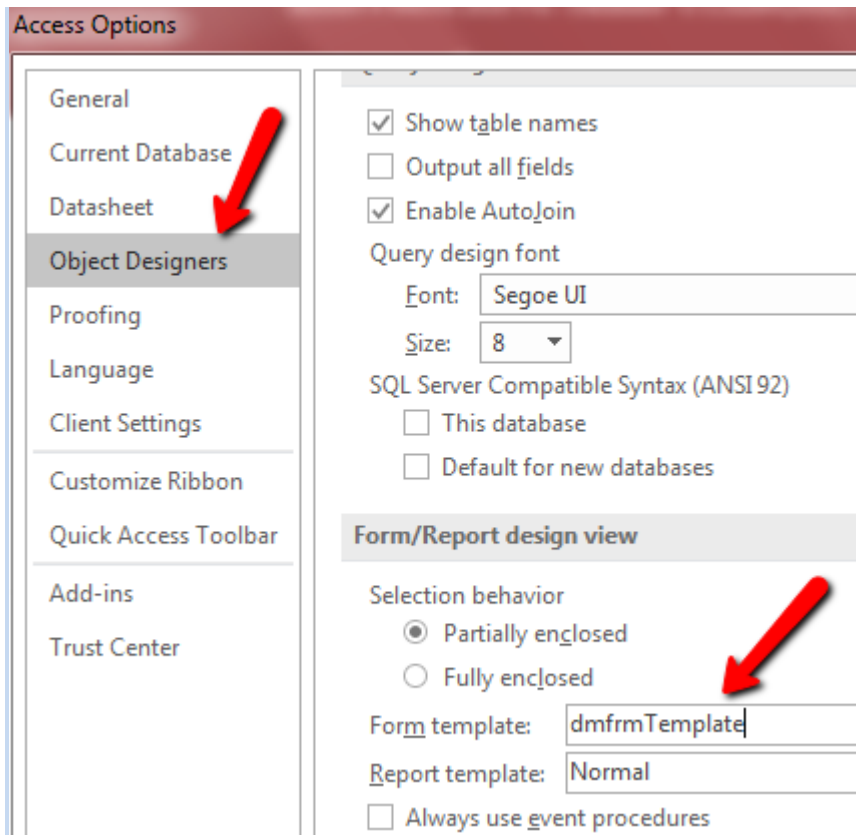 Access Options
General
Current Database
Datasheet
Object Designers
Proofing
Language
Client Settings
Customize Ribbon
Quick Access Toolbar
Add-ins
Trust Center
Show table names
Output all fields
Enable AutoJoin
Query design font
Font: Segoe UI
Size: 8
SQL Server Compatible Syntax (ANSI 92)
This database
Default for new databases
Form/Report design view
Selection behavior
Partially enclosed
Fully enclosed
Form template: dmfrmTemplate
Report template: Normal
Always use event procedures